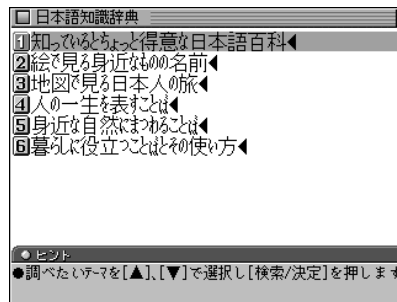 日本語知識辞典
1知っているとちょっと得意な日本語百科◀
2絵で見る身近なものの名前◀
3地図で見る日本人の旅◀
4人の一生を表すことば◀
5身近な自然にまつわることば◀
6暮らしに役立つことばとその使い方◀
ヒント
●調べたいテーマを[▲]、[▼]で選択し[検索/決定]を押します